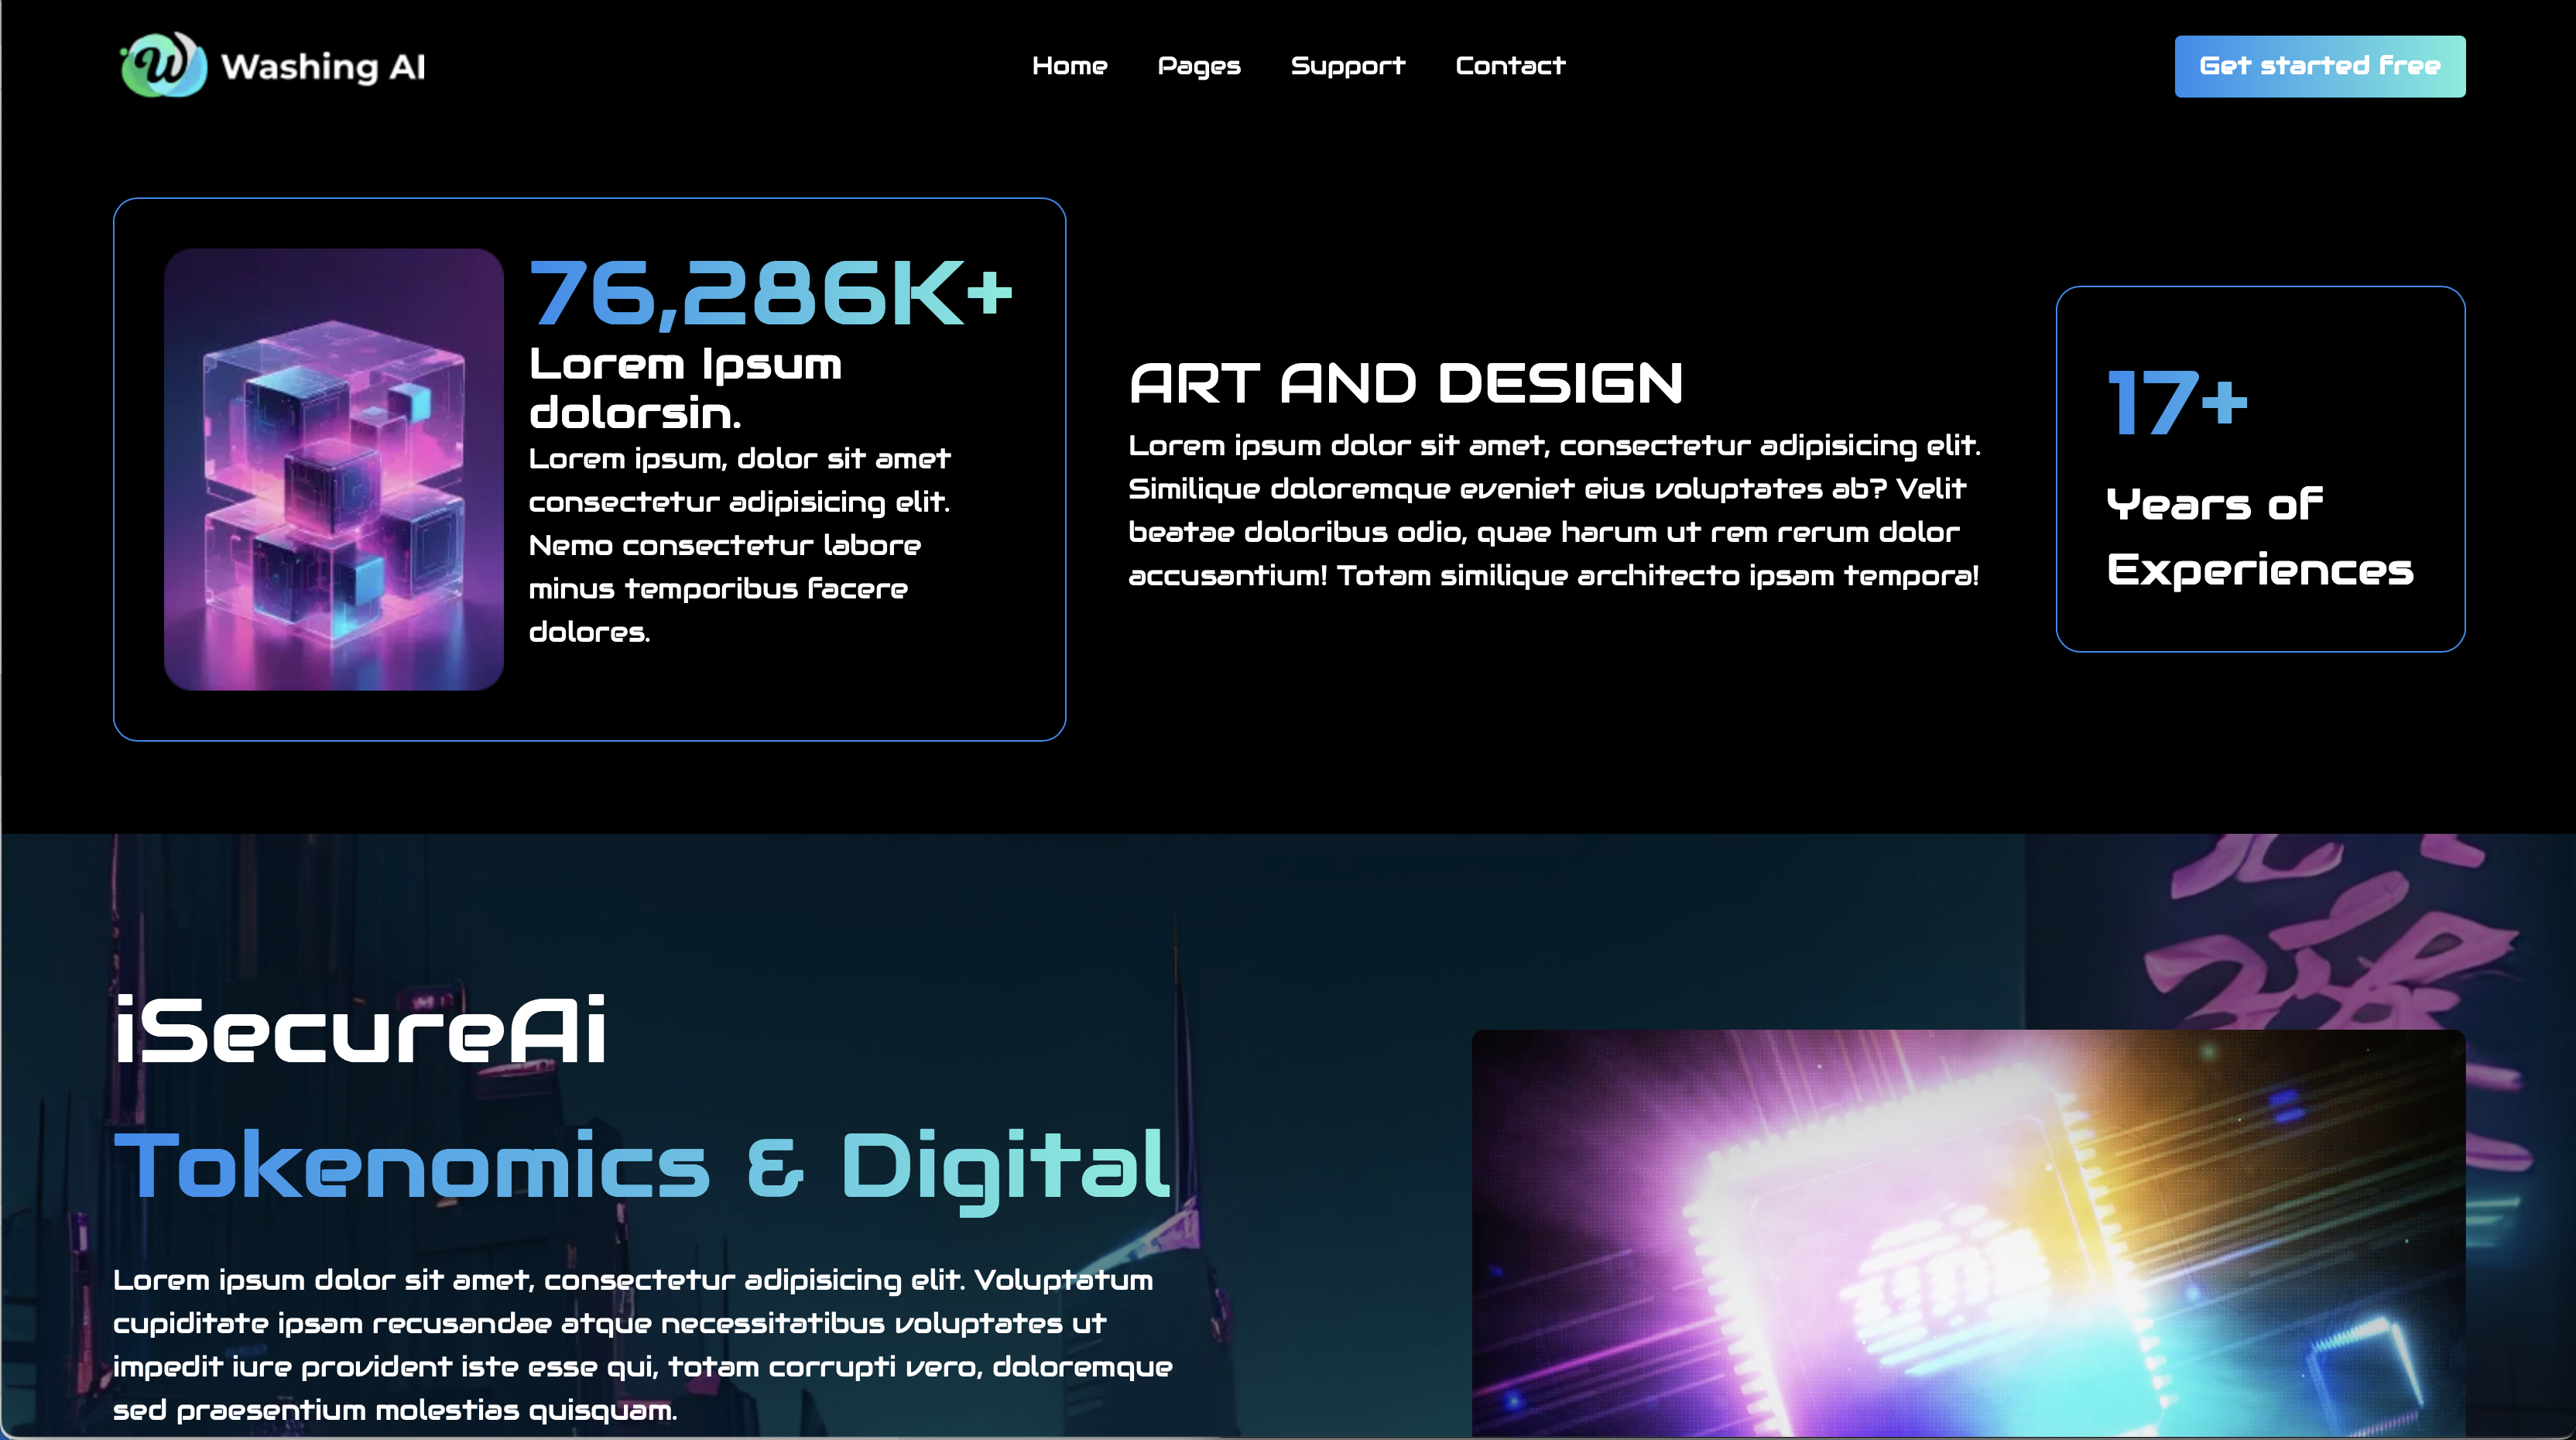 Washing AI
Home Pages Support Contact
Get started free
76,286K+
Lorem Ipsum
dolorsin.
Lorem ipsum, dolor sit amet
consectetur adipisicing elit.
Nemo consectetur labore
minus temporibus facere
dolores.
ART AND DESIGN
Lorem ipsum dolor sit amet, consectetur adipisicing elit.
Similique doloremque eveniet eius voluptates ab? Velit
beatae doloribus odio, quae harum ut rem rerum dolor
accusantium! Totam similique architecto ipsam tempora!
17+
Years of
Experiences
iSecureAi
Tokenomics & Digital
Lorem ipsum dolor sit amet, consectetur adipisicing elit. Voluptatum
cupiditate ipsam recusandae atque necessitatibus voluptates ut
impedit iure provident iste esse qui, totam corrupti vero, doloremque
sed praesentium molestias quisquam.